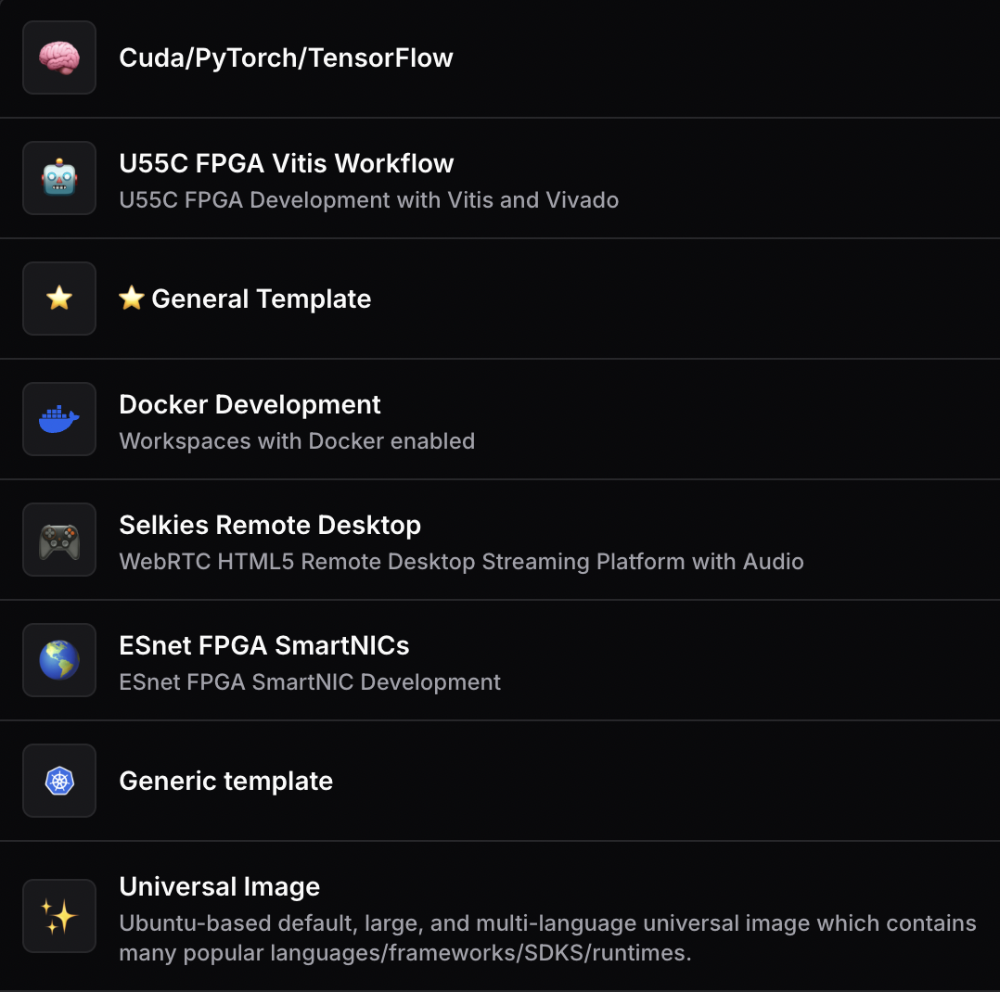 Cuda/PyTorch/TensorFlow
U55C FPGA Vitis Workflow
U55C FPGA Development with Vitis and Vivado
⭐ General Template
Docker Development
Workspaces with Docker enabled
Selkies Remote Desktop
WebRTC HTML5 Remote Desktop Streaming Platform with Audio
ESnet FPGA SmartNICs
ESnet FPGA SmartNIC Development
Generic template
Universal Image
Ubuntu-based default, large, and multi-language universal image which contains
many popular languages/frameworks/SDKS/runtimes.